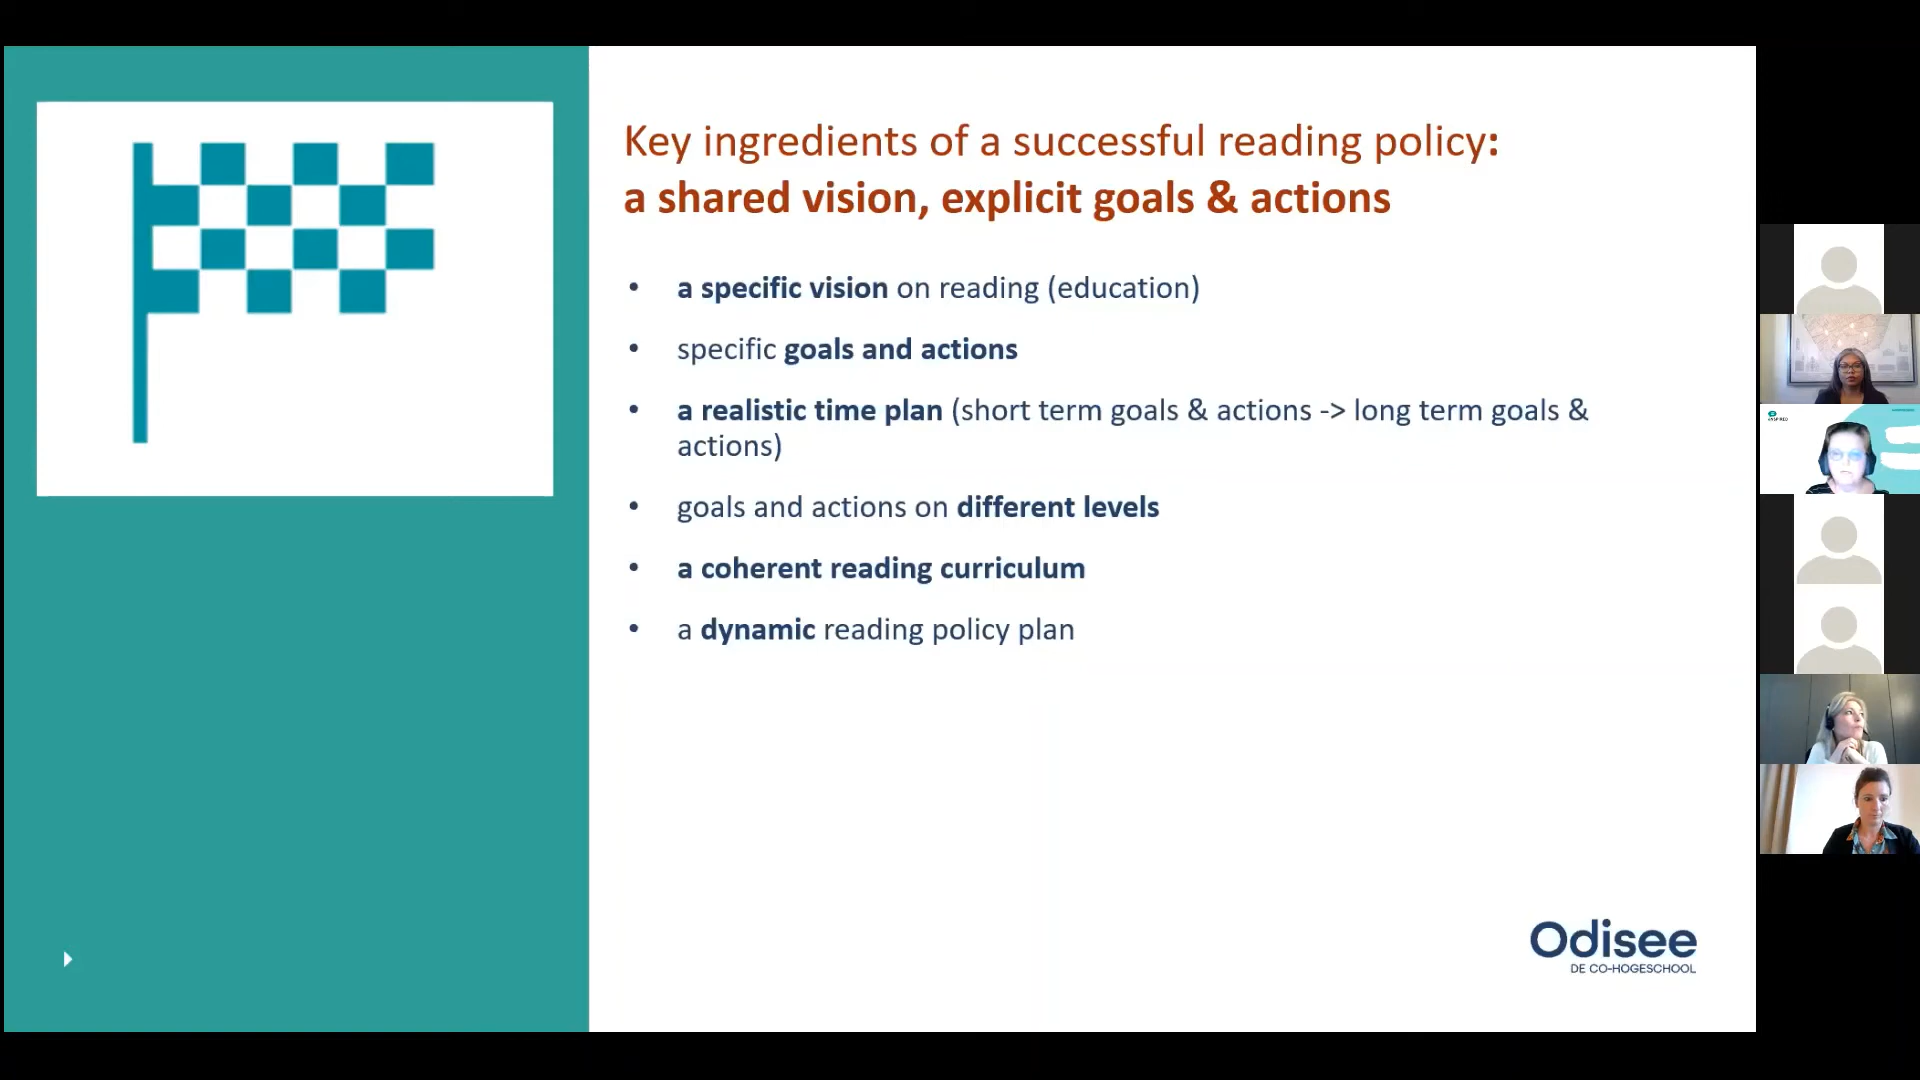 Key ingredients of a successful reading policy:
a shared vision, explicit goals & actions
• a specific vision on reading (education)
• specific goals and actions
• a realistic time plan (short term goals & actions -> long term goals &
actions)
• goals and actions on different levels
• a coherent reading curriculum
• a dynamic reading policy plan
Odisee
DE CO-HOGESCHOOL